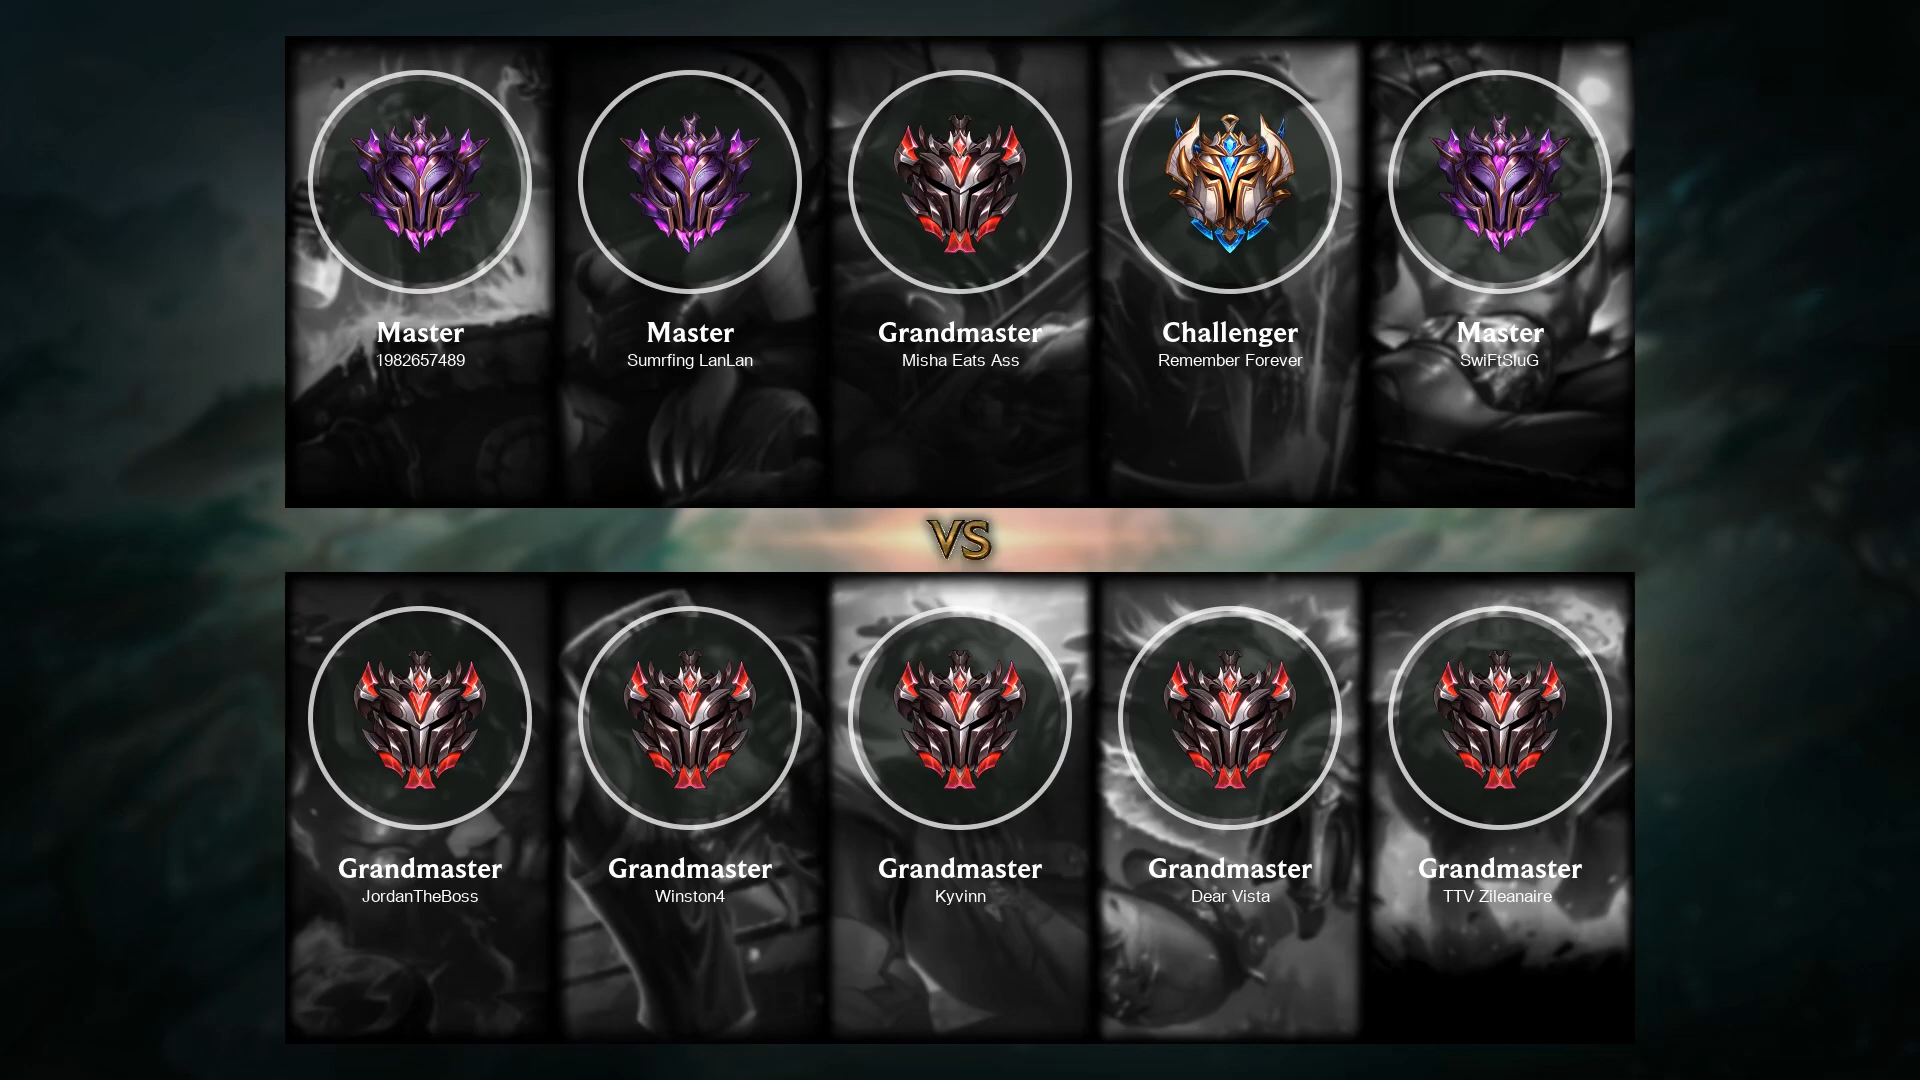 Master
1982657489
Master
Sumrfing LanLan
Grandmaster
Misha Eats Ass
Challenger
Remember Forever
Master
SwiFtSluG
VS
Grandmaster
JordanTheBoss
Grandmaster
Winston4
Grandmaster
Kyvinn
Grandmaster
Dear Vista
Grandmaster
TTV Zileanaire